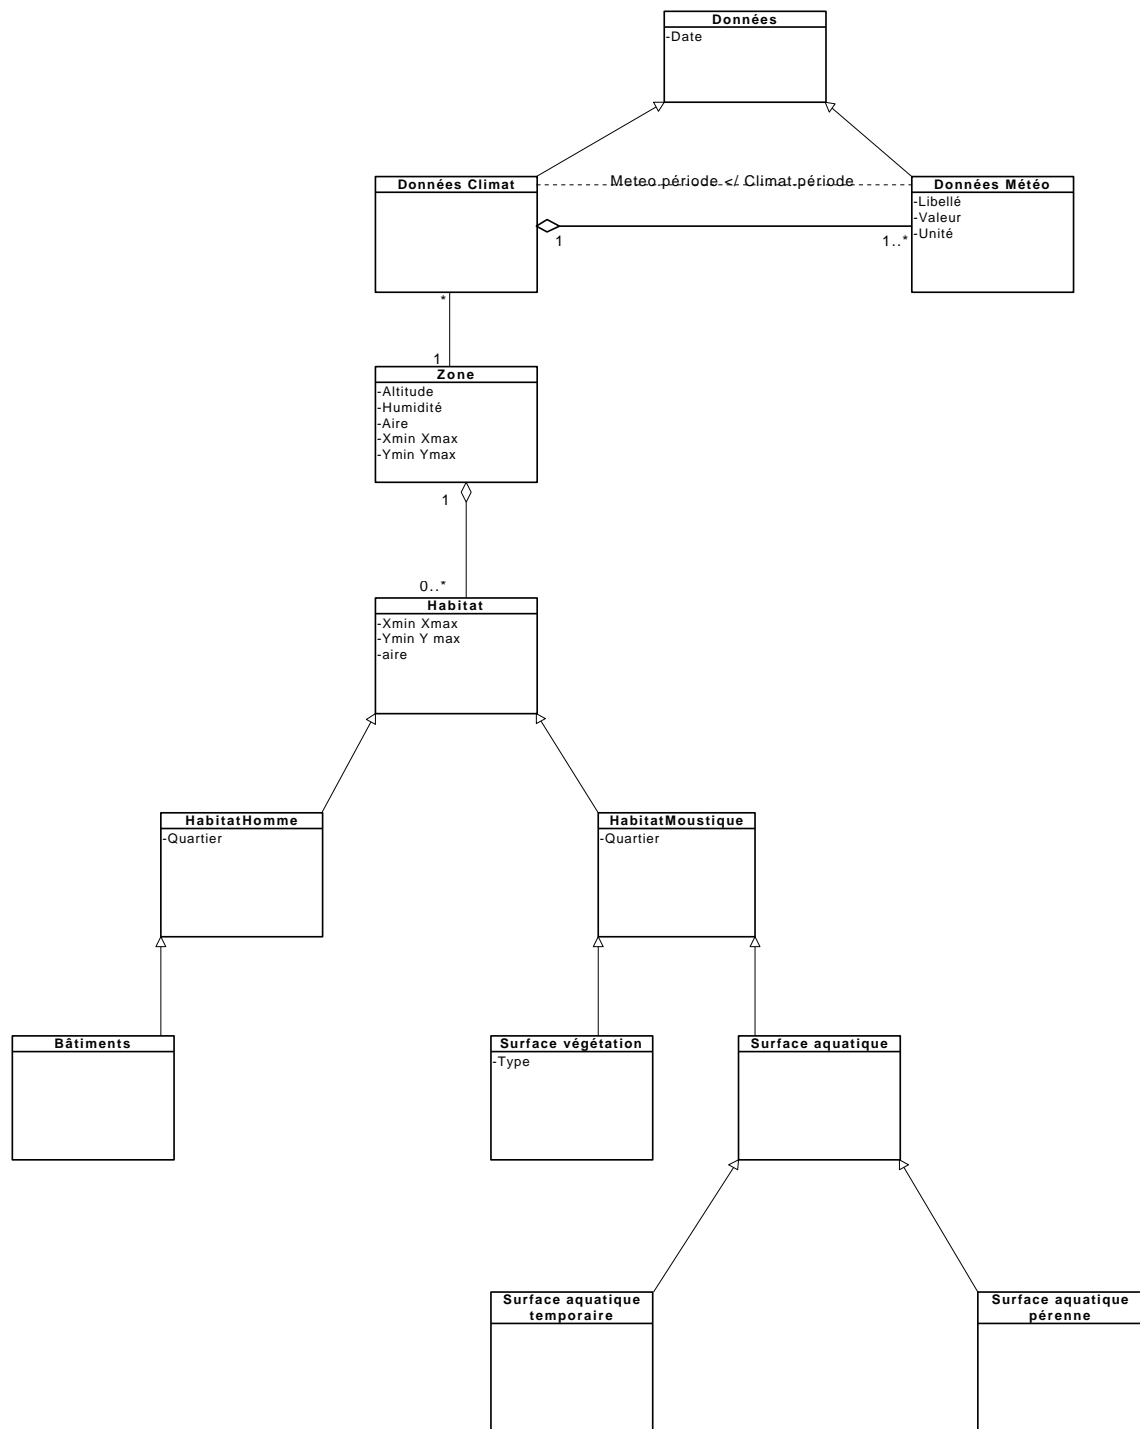 Données
-Date
Meteo.période </ Climat.période
Données Climat
Données Météo
-Libellé
-Valeur
-Unité
1
1..*
*
1
Zone
-Altitude
-Humidité
-Aire
-Xmin Xmax
-Ymin Ymax
1
0..*
Habitat
-Xmin Xmax
-Ymin Y max
-aire
HabitatHomme
-Quartier
HabitatMoustique
-Quartier
Bâtiments
Surface végétation
-Type
Surface aquatique
Surface aquatique
temporaire
Surface aquatique
pérenne